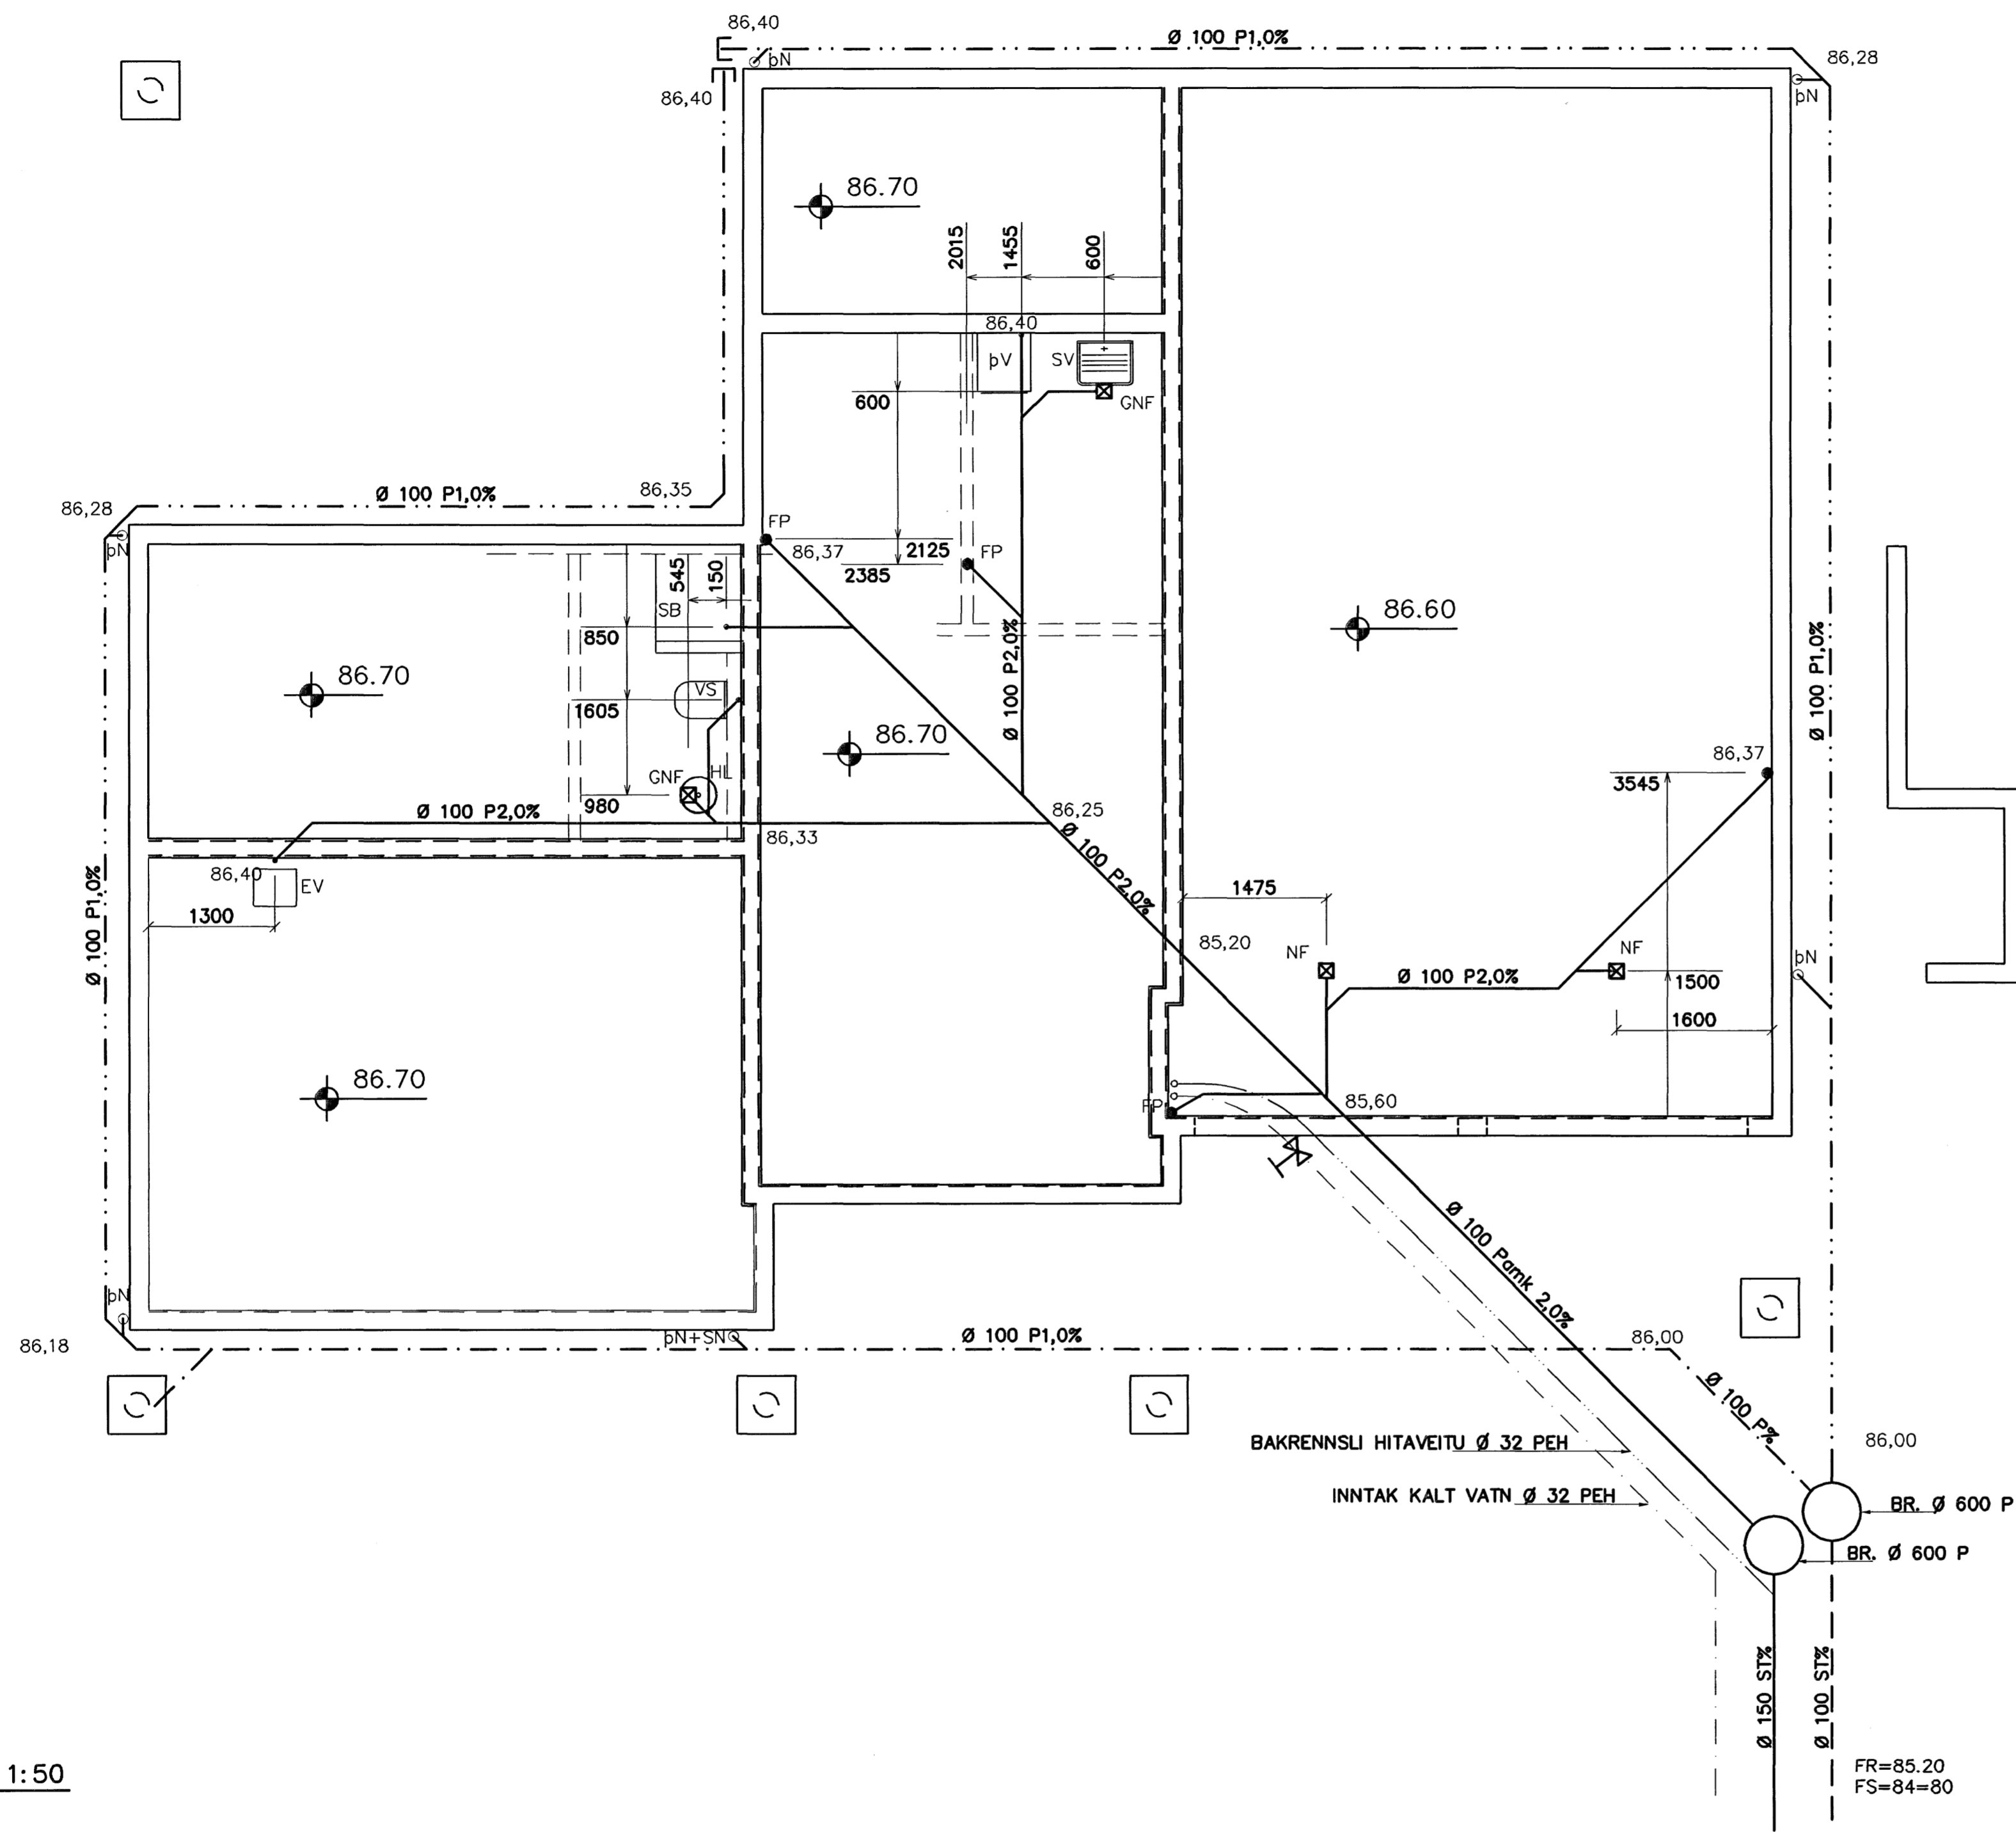 86,40
Ø 100 P1,0%
þN
86,28
86,40
þN
86.70
2015
1455
600
86,40
þV
SV
600
GNF
Ø 100 P1,0%
86,35
86,28
þN
FP
86,37
2125
FP
2385
545
150
SB
850
86.60
86.70
VS
1605
Ø 100 P2,0%
Ø 100 P1,0%
86.70
86,37
3545
GNF
HL
980
Ø 100 P2,0%
86,25
86,33
Ø 100 P2,0%
86,40
EV
1300
Ø 100 P1,0%
1475
85,20
NF
NF
þN
Ø 100 P2,0%
1500
1600
86.70
FP
85,60
Ø 100 Pamk 2,0%
þN
86,18
þN+SN
Ø 100 P1,0%
86,00
Ø 100 P%
BAKRENNSLI HITAVEITU Ø 32 PEH
86,00
INNTAK KALT VATN Ø 32 PEH
BR. Ø 600 P
BR. Ø 600 P
Ø 150 ST%
Ø 100 ST%
1:50
FR=85.20
FS=84=80